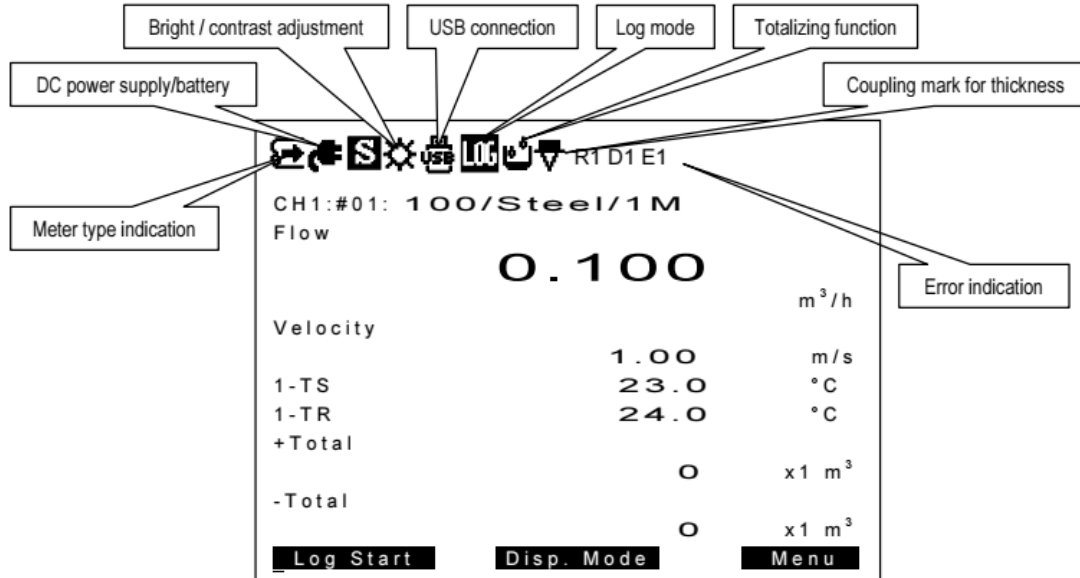 Bright / contrast adjustment
USB connection
Log mode
Totalizing function
DC power supply/battery
Coupling mark for thickness
S USB LOG R1 D1 E1
Meter type indication
CH1:#01: 100/Steel/1M
Flow
0.100
m³/h
Error indication
Velocity
1.00 m/s
1-TS 23.0 °C
1-TR 24.0 °C
+Total
0 x1 m³
-Total
0 x1 m³
Log Start Disp. Mode Menu